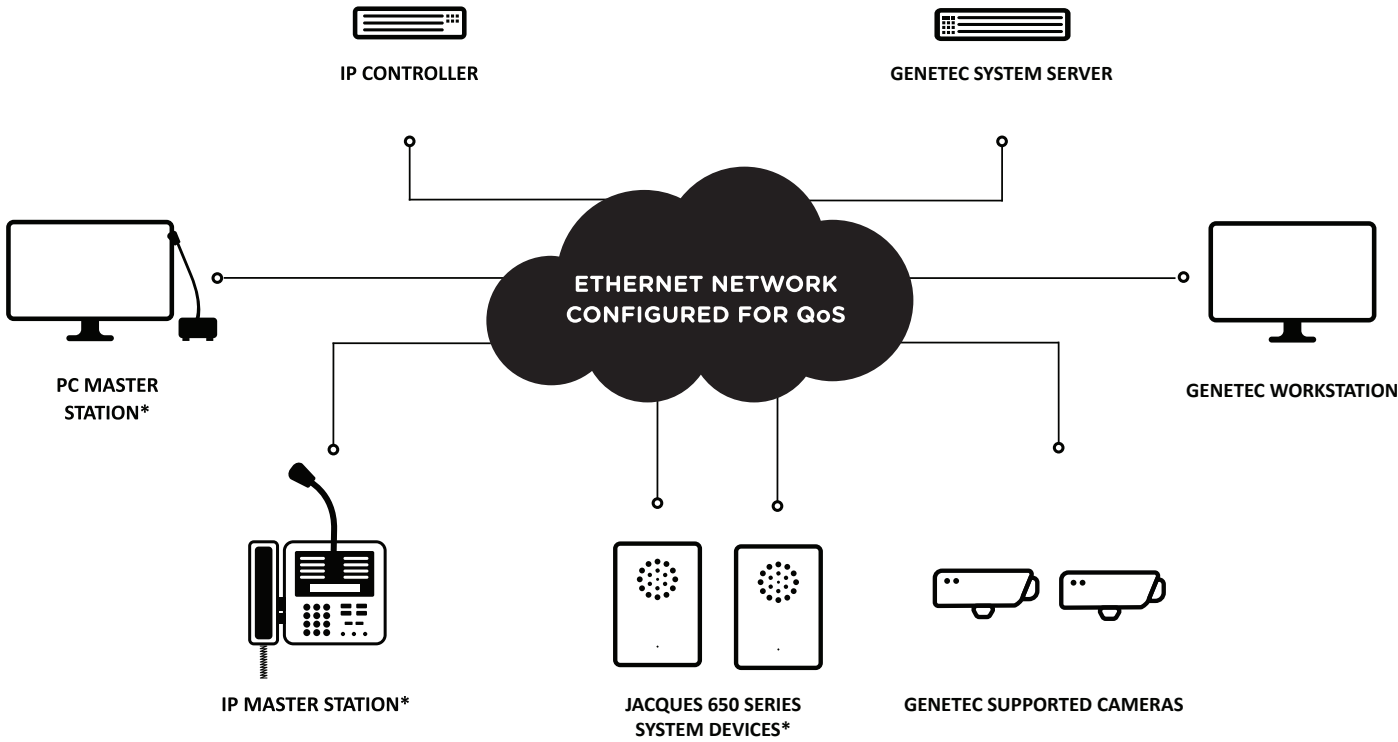 IP CONTROLLER
GENETEC SYSTEM SERVER
ETHERNET NETWORK
CONFIGURED FOR QoS
PC MASTER
STATION*
GENETEC WORKSTATION
IP MASTER STATION*
JACQUES 650 SERIES
SYSTEM DEVICES*
GENETEC SUPPORTED CAMERAS